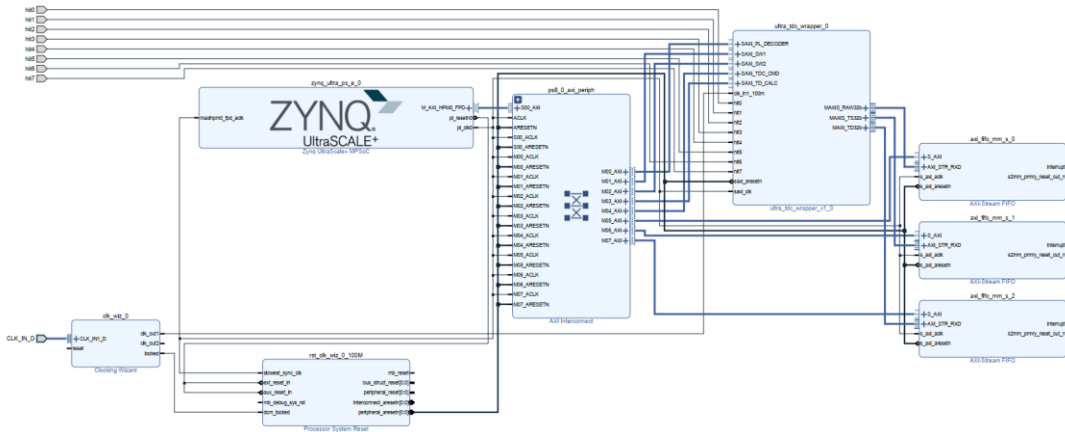 hit0
hit1
hit2
hit3
hit4
hit5
hit6
hit7
zynq_ultra_ps_e_0
maxihpm0_fpd_aclk
ZYNQ
UltraSCALE+
M_AXI_HPM0_FPD
pl_resetn0
pl_clk0
Zynq UltraSCALE+ MPSoC
ps8_0_axi_periph
S00_AXI
ACLK
ARESETN
S00_ACLK
S00_ARESETN
M00_ACLK
M00_ARESETN
M01_ACLK
M01_ARESETN
M02_ACLK
M02_ARESETN
M03_ACLK
M03_ARESETN
M04_ACLK
M04_ARESETN
M05_ACLK
M05_ARESETN
M06_ACLK
M06_ARESETN
M07_ACLK
M07_ARESETN
M00_AXI
M01_AXI
M02_AXI
M03_AXI
M04_AXI
M05_AXI
M06_AXI
M07_AXI
AXI Interconnect
ultra_tdc_wrapper_0
SAXI_PL_DECODER
SAXI_SW1
SAXI_SW2
SAXI_TDC_CMD
SAXI_TD_CALC
hit0
hit1
hit2
hit3
hit4
hit5
hit6
hit7
saxi_aresetn
saxi_clk
MAXIS_RAW32b
MAXIS_TS32b
MAXI_TD32b
ultra_tdc_wrapper_v1_0
axi_fifo_mm_s_0
S_AXI
AXI_STR_RXD
s_axi_aclk
s_axi_aresetn
interrupt
s2mm_prmry_reset_out_n
AXI-Stream FIFO
axi_fifo_mm_s_1
S_AXI
AXI_STR_RXD
s_axi_aclk
s_axi_aresetn
interrupt
s2mm_prmry_reset_out_n
AXI-Stream FIFO
axi_fifo_mm_s_2
S_AXI
AXI_STR_RXD
s_axi_aclk
s_axi_aresetn
interrupt
s2mm_prmry_reset_out_n
AXI-Stream FIFO
CLK_IN_D
clk_wiz_0
CLK_IN1_D
reset
clk_out1
clk_out2
locked
Clocking Wizard
rst_clk_wiz_0_100M
slowest_sync_clk
ext_reset_in
aux_reset_in
mb_debug_sys_rst
dcm_locked
mb_reset
bus_struct_reset[0:0]
peripheral_reset[0:0]
interconnect_aresetn[0:0]
peripheral_aresetn[0:0]
Processor System Reset